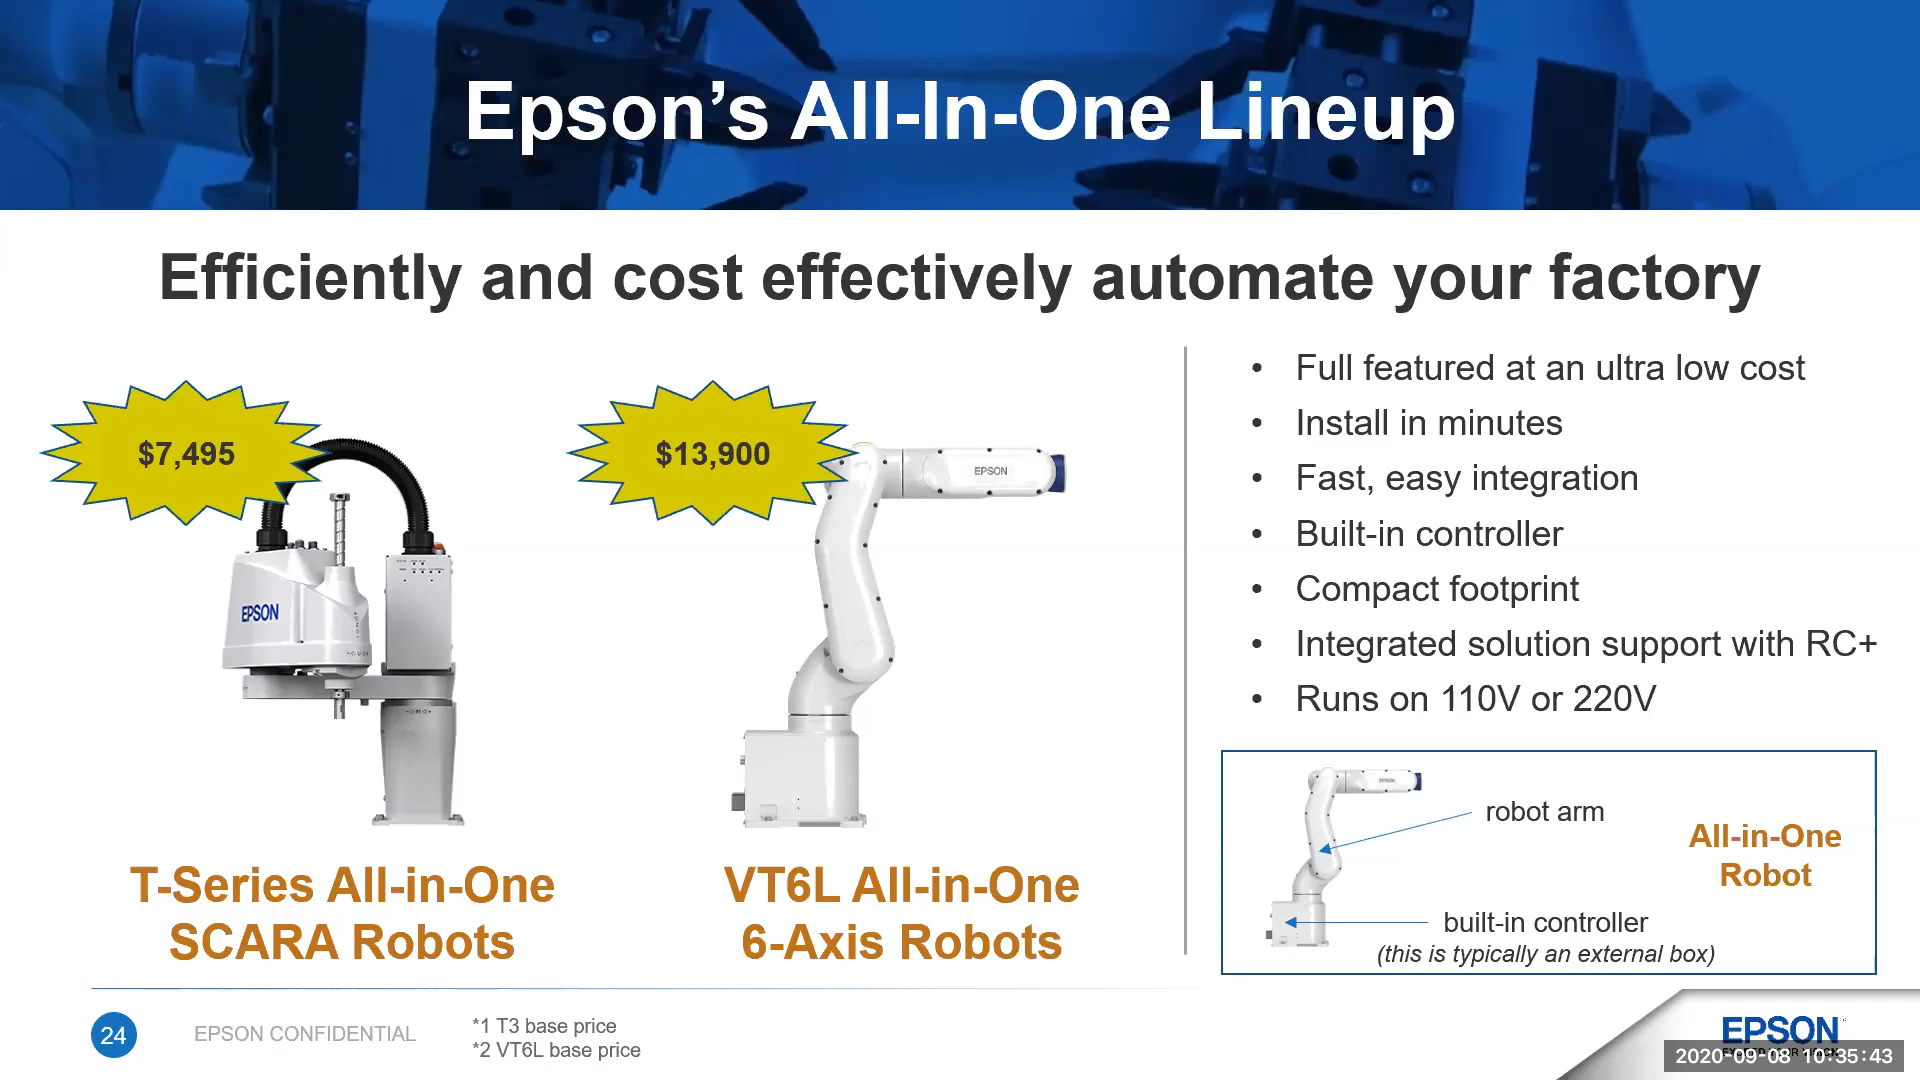 Epson’s All-In-One Lineup
Efficiently and cost effectively automate your factory
$7,495
$13,900
EPSON
EPSON
T-Series All-in-One
SCARA Robots
VT6L All-in-One
6-Axis Robots
• Full featured at an ultra low cost
• Install in minutes
• Fast, easy integration
• Built-in controller
• Compact footprint
• Integrated solution support with RC+
• Runs on 110V or 220V
EPSON
robot arm
All-in-One
Robot
built-in controller
(this is typically an external box)
24
EPSON CONFIDENTIAL
*1 T3 base price
*2 VT6L base price
EPSON
2020-09-08 10:35:43